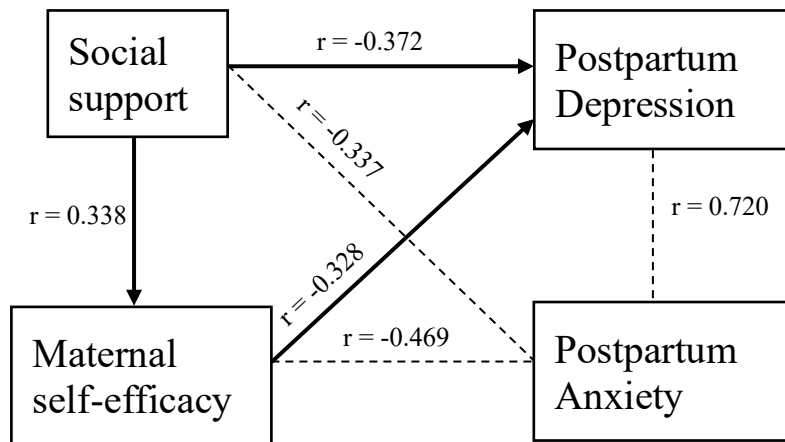 Social
support
r = -0.372
Postpartum
Depression
r = -0.337
r = 0.338
r = 0.720
r = -0.328
r = -0.469
Maternal
self-efficacy
Postpartum
Anxiety